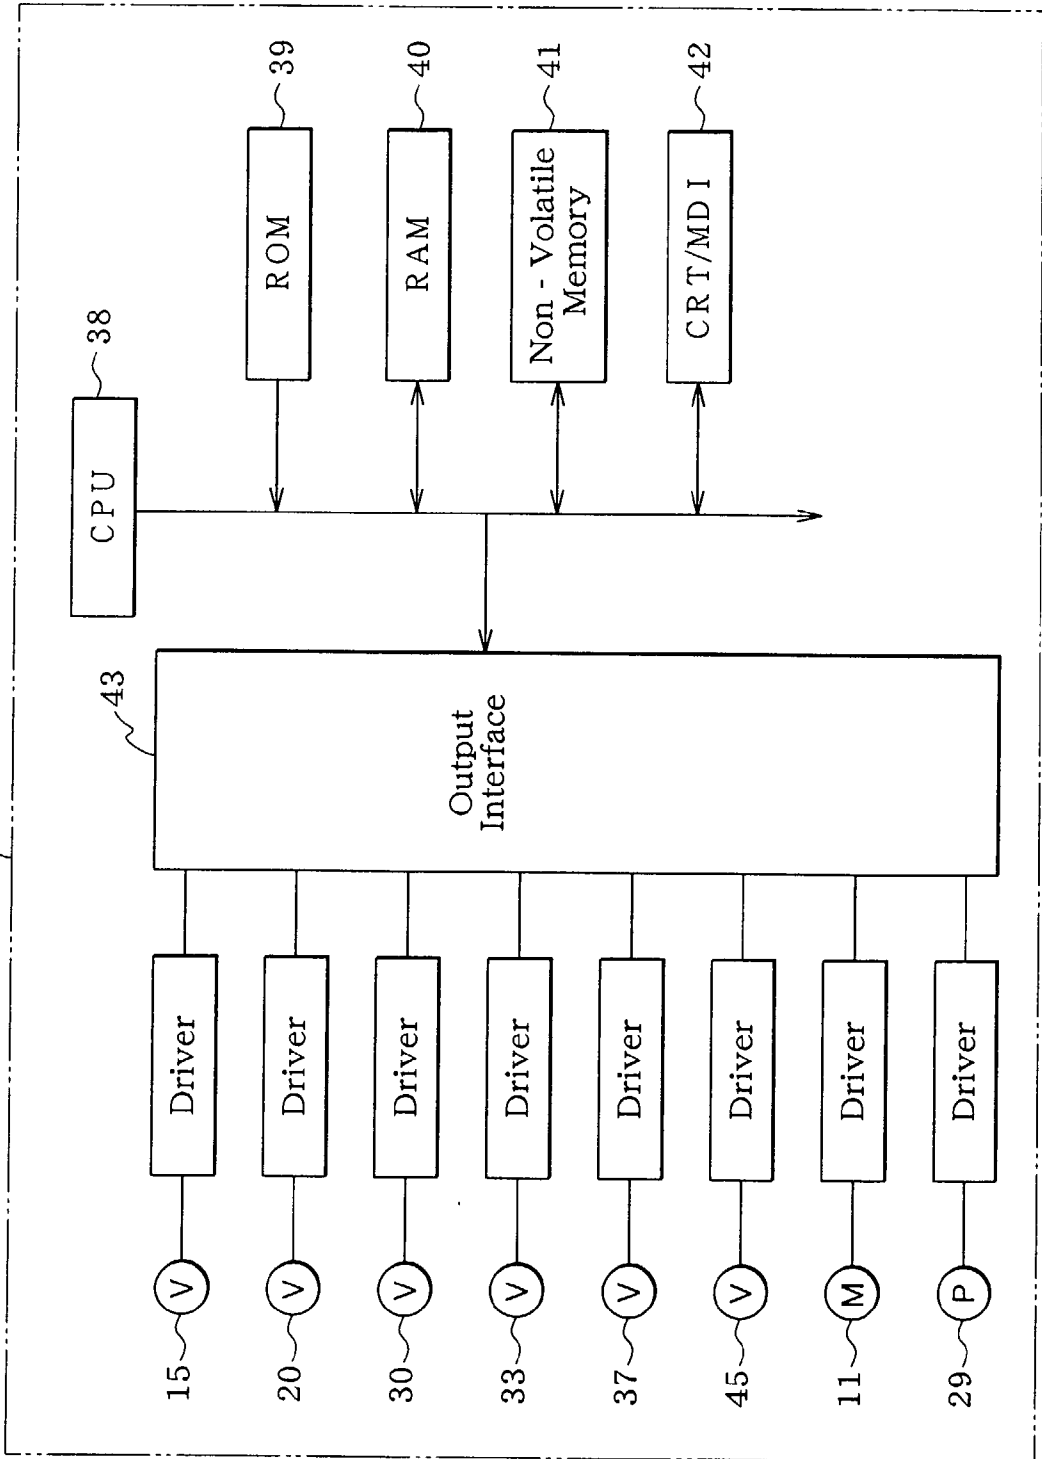 38
CPU
39
ROM
40
RAM
41
Non - Volatile
Memory
42
CRT/MDI
43
Output
Interface
Driver
Driver
Driver
Driver
Driver
Driver
Driver
Driver
V
V
V
V
V
V
M
P
15
20
30
33
37
45
11
29